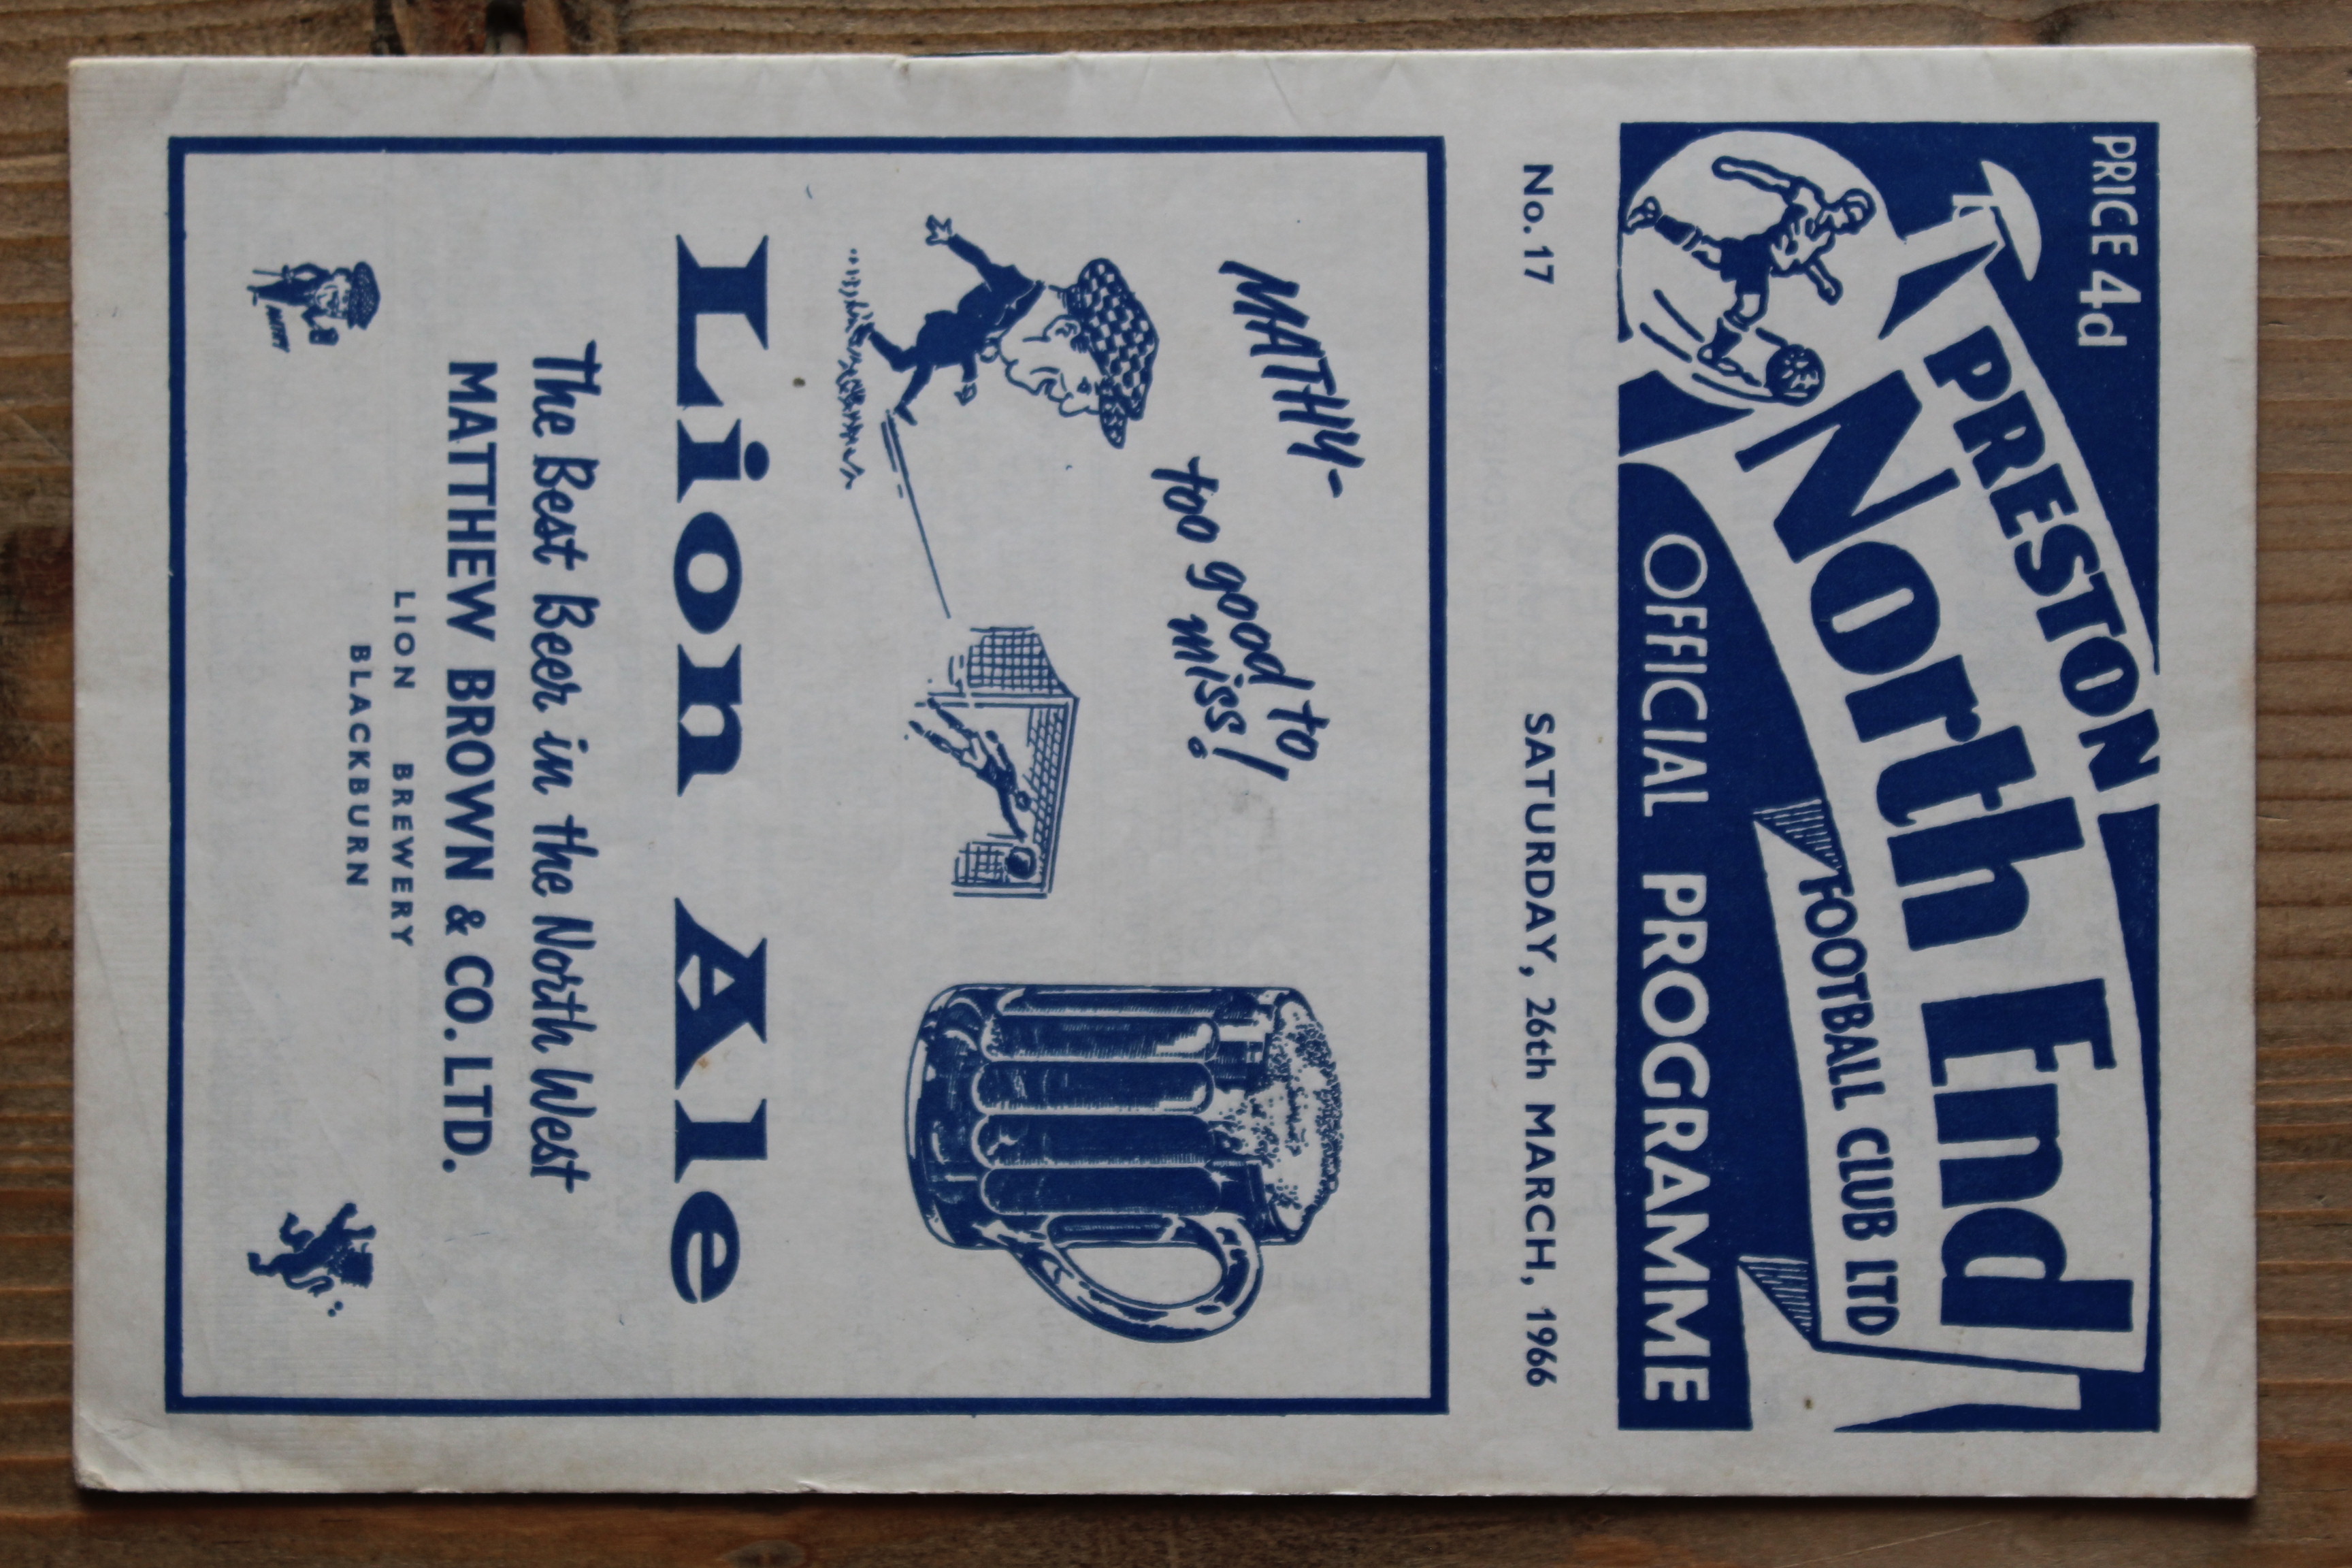 PRICE 4d
PRESTON
North End
FOOTBALL CLUB LTD
OFFICIAL PROGRAMME
No. 17 SATURDAY, 26th MARCH, 1966
MATHY-
too good to
miss!
Lion Ale
The Best Beer in the North West
MATTHEW BROWN & CO. LTD.
LION BREWERY
BLACKBURN